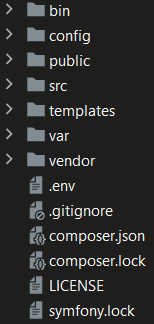 bin
config
public
src
templates
var
vendor
.env
.gitignore
composer.json
composer.lock
LICENSE
symfony.lock